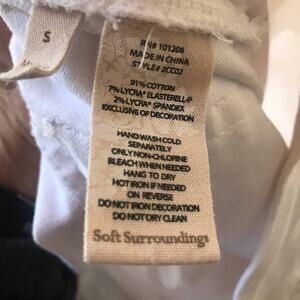 S
RN# 101208
MADE IN CHINA
STYLE# 2CC02
91% COTTON
7% LYCRA® ELASTERELL-P
2% LYCRA® SPANDEX
EXCLUSIVE OF DECORATION
HAND WASH COLD
SEPARATELY
ONLY NON-CHLORINE
BLEACH WHEN NEEDED
HANG TO DRY
HOT IRON IF NEEDED
ON REVERSE
DO NOT IRON DECORATION
DO NOT DRY CLEAN
Soft Surroundings